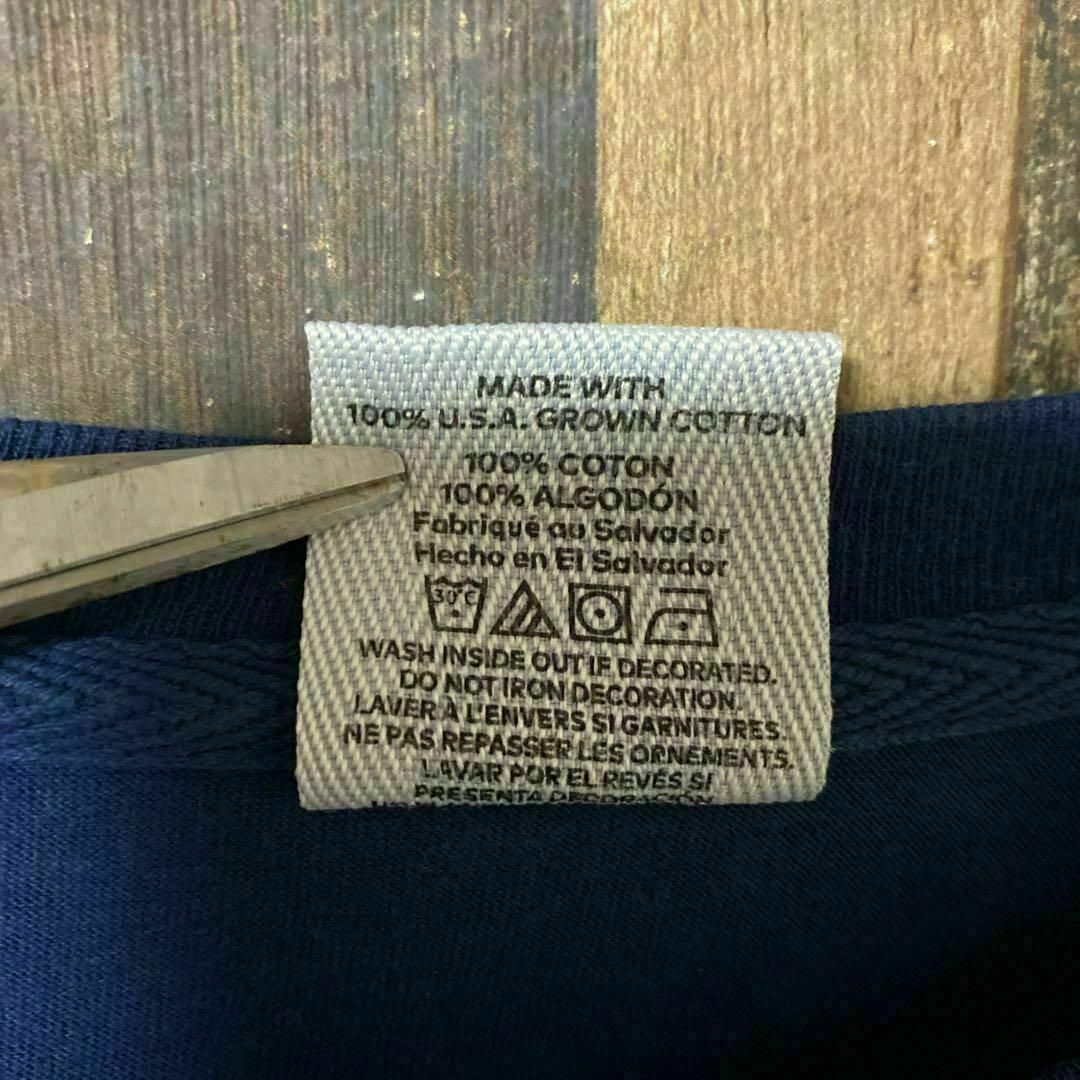 MADE WITH
100% U.S.A. GROWN COTTON
100% COTON
100% ALGODÓN
Fabriqué au Salvador
Hecho en El Salvador
30°C
WASH INSIDE OUT IF DECORATED.
DO NOT IRON DECORATION.
LAVER À L'ENVERS SI GARNITURES.
NE PAS REPASSER LES ORNEMENTS.
LAVAR POR EL REVÉS SI
PRESENTA DECORACIÓN